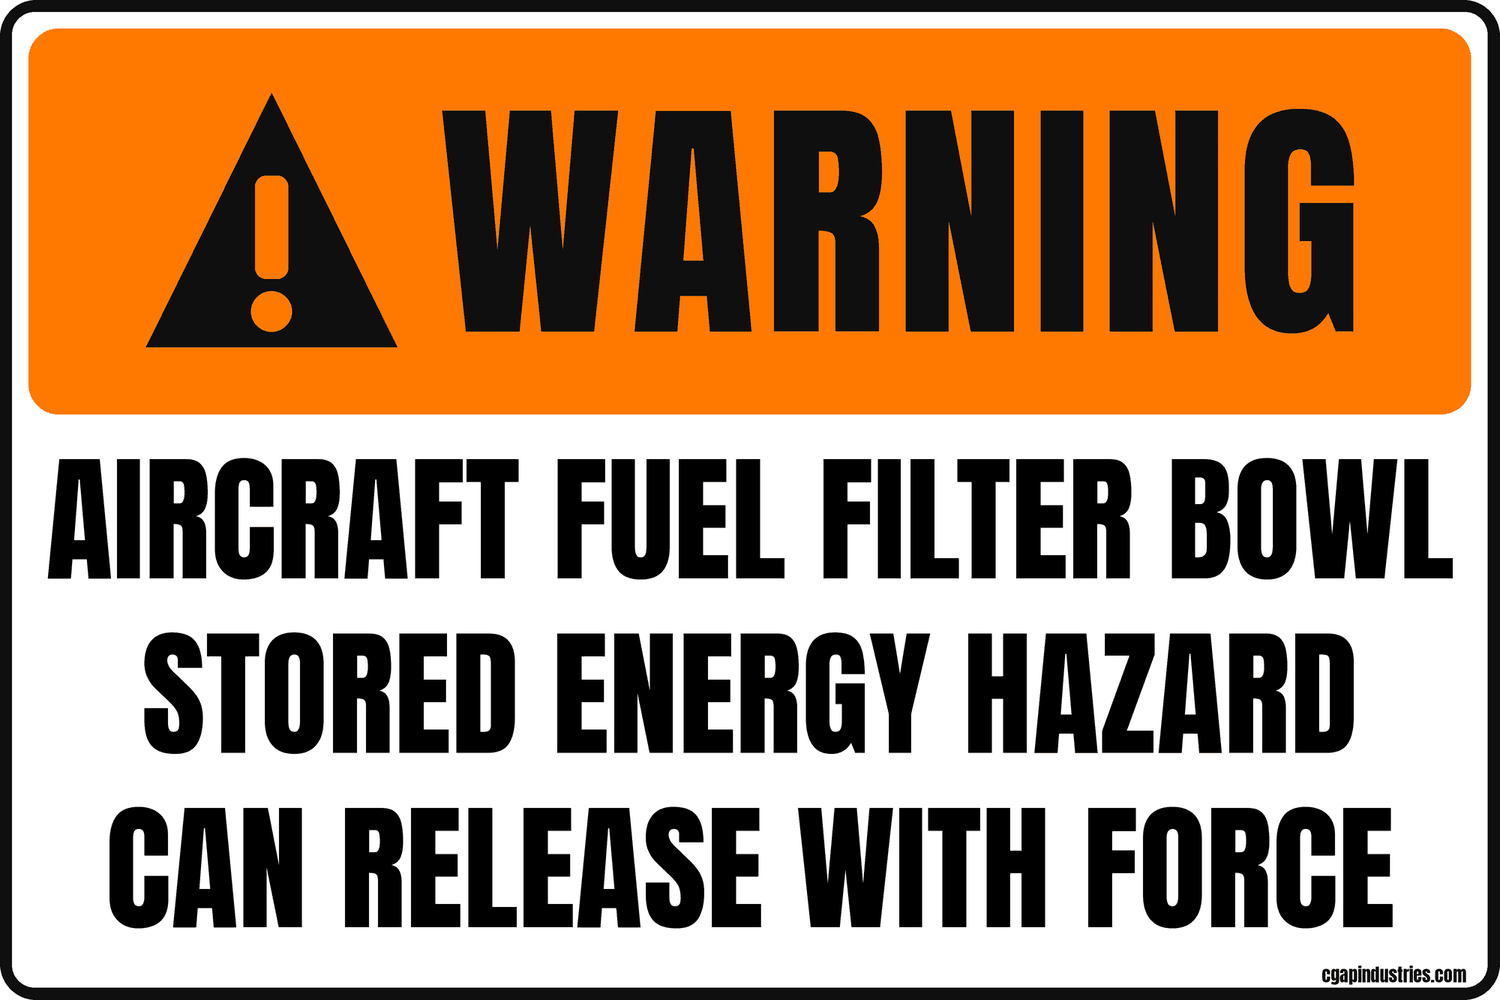 WARNING
AIRCRAFT FUEL FILTER BOWL
STORED ENERGY HAZARD
CAN RELEASE WITH FORCE
cgapindustries.com